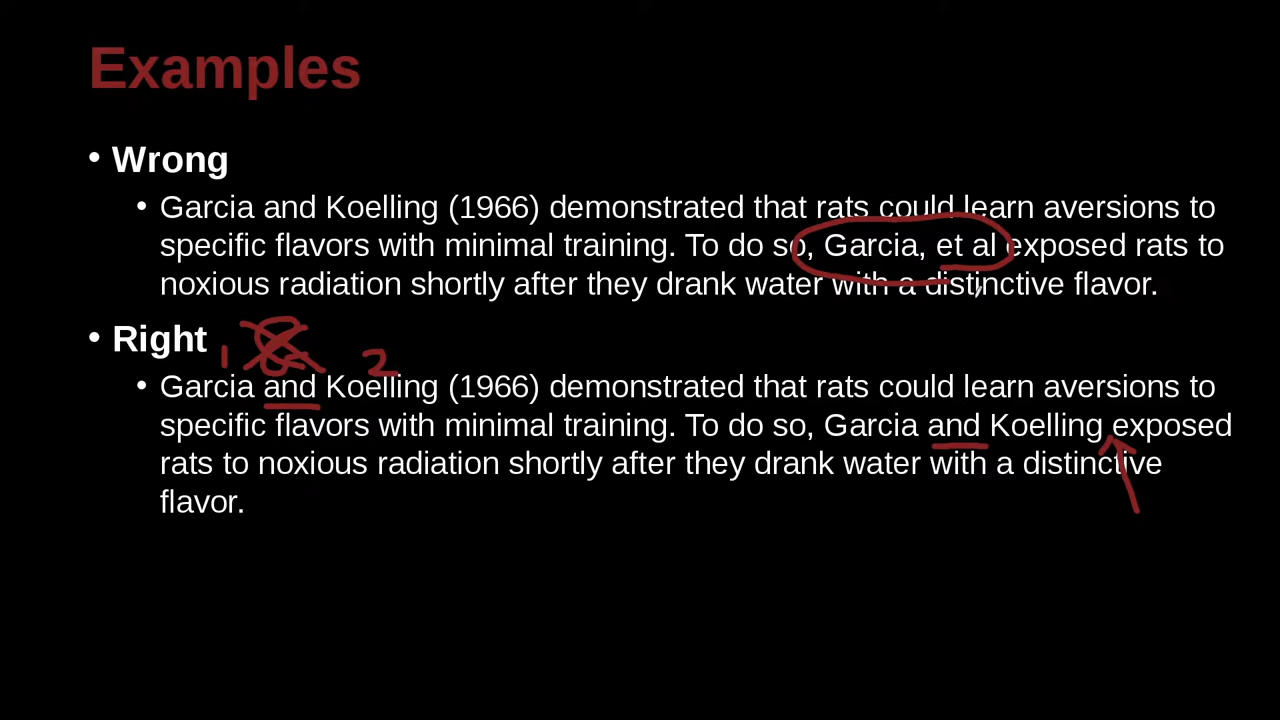 Examples
• Wrong
• Garcia and Koelling (1966) demonstrated that rats could learn aversions to
specific flavors with minimal training. To do so, Garcia, et al exposed rats to
noxious radiation shortly after they drank water with a distinctive flavor.
• Right
1 & 2
• Garcia and Koelling (1966) demonstrated that rats could learn aversions to
specific flavors with minimal training. To do so, Garcia and Koelling exposed
rats to noxious radiation shortly after they drank water with a distinctive
flavor.